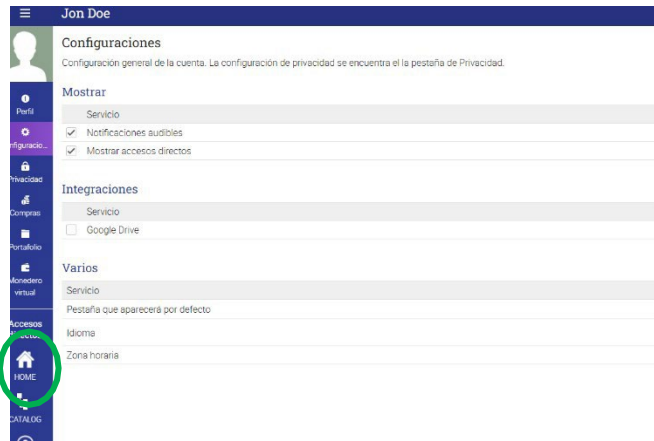 Jon Doe
Configuraciones
Configuración general de la cuenta. La configuración de privacidad se encuentra el la pestaña de Privacidad.
Perfil
nfiguracio...
Privacidad
Compras
Portafolio
Monedero
virtual
Accesos
HOME
CATALOG
Mostrar
Servicio
Notificaciones audibles
Mostrar accesos directos
Integraciones
Servicio
Google Drive
Varios
Servicio
Pestaña que aparecerá por defecto
Idioma
Zona horaria